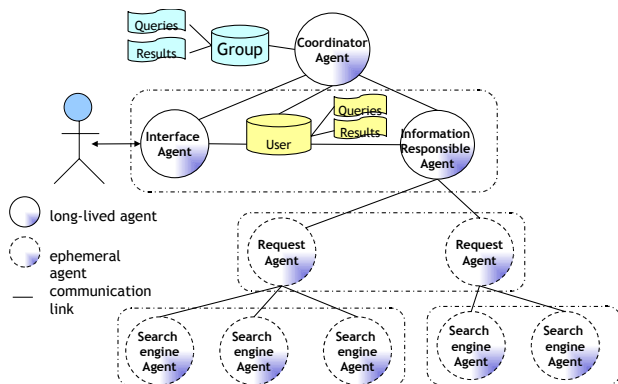 Queries
Results
Group
Coordinator
Agent
Interface
Agent
User
Queries
Results
Information
Responsible
Agent
long-lived agent
ephemeral
agent
communication
link
Request
Agent
Request
Agent
Search
engine
Agent
Search
engine
Agent
Search
engine
Agent
Search
engine
Agent
Search
engine
Agent